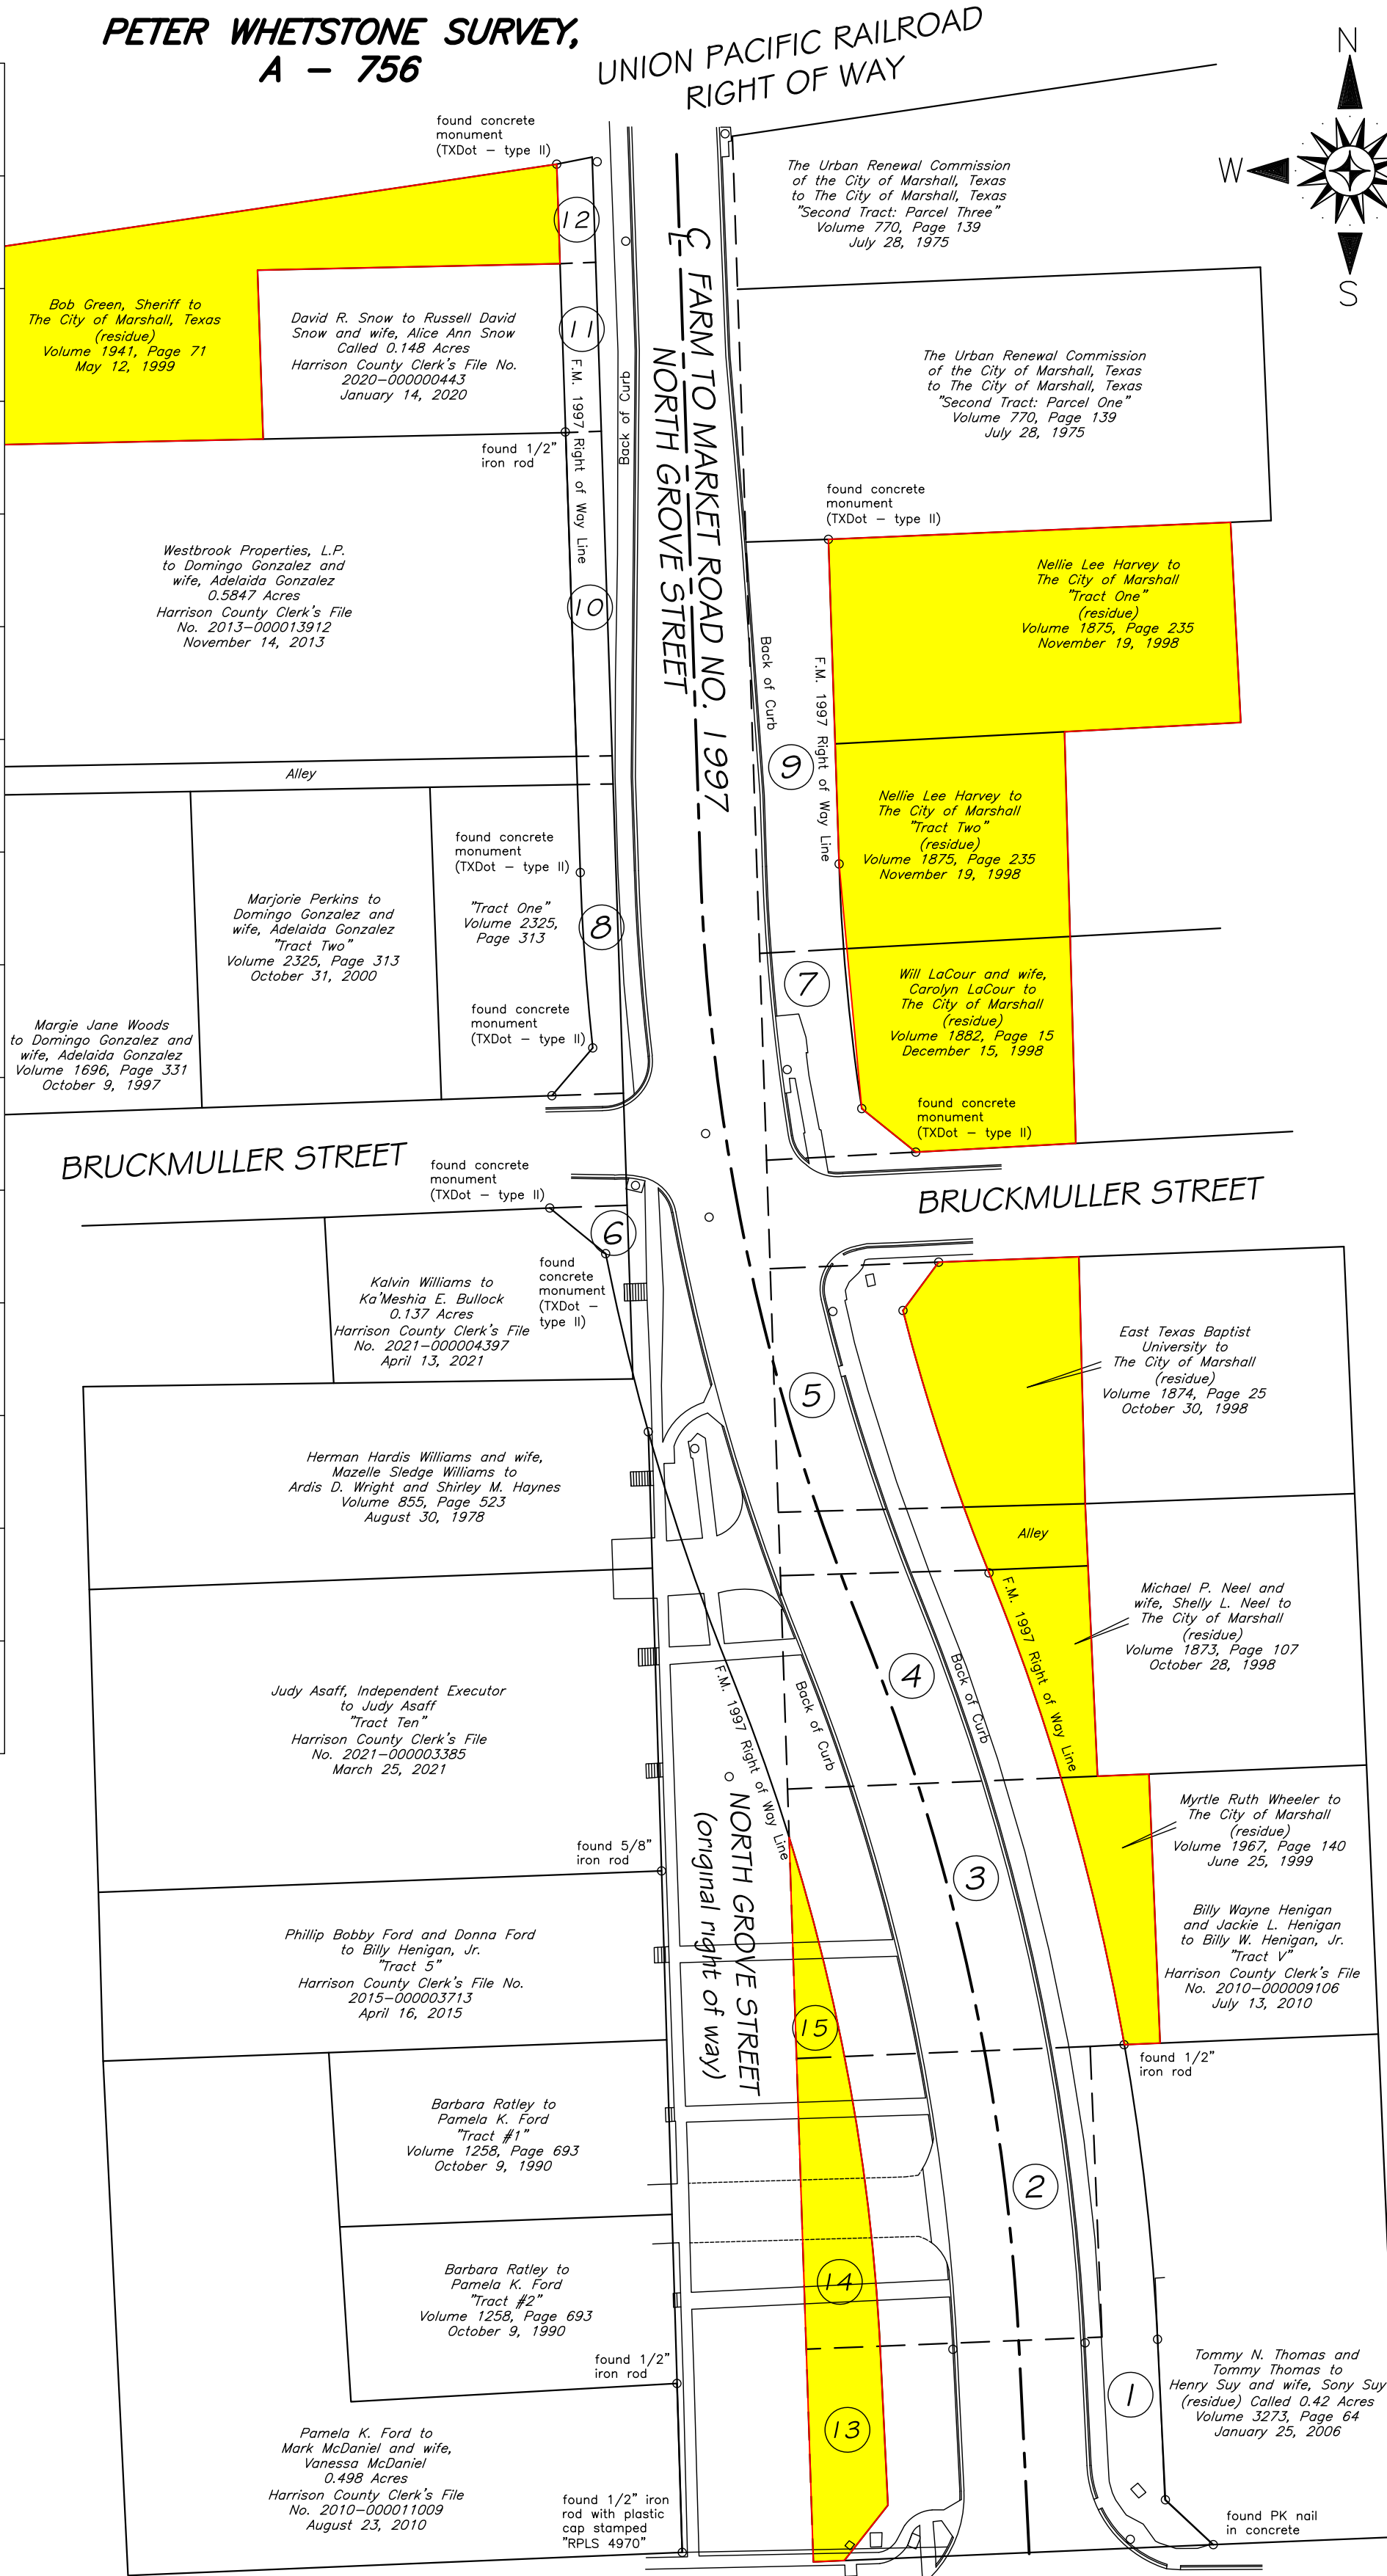 PETER WHETSTONE SURVEY,
A - 756
UNION PACIFIC RAILROAD
RIGHT OF WAY
N
W
S
found concrete
monument
(TXDot - type II)
12
The Urban Renewal Commission
of the City of Marshall, Texas
to The City of Marshall, Texas
"Second Tract: Parcel Three"
Volume 770, Page 139
July 28, 1975
Bob Green, Sheriff to
The City of Marshall, Texas
(residue)
Volume 1941, Page 71
May 12, 1999
David R. Snow to Russell David
Snow and wife, Alice Ann Snow
Called 0.148 Acres
Harrison County Clerk's File No.
2020-000000443
January 14, 2020
11
F.M. 1997 Right of Way Line
Back of Curb
℄ FARM TO MARKET ROAD NO. 1997
NORTH GROVE STREET
The Urban Renewal Commission
of the City of Marshall, Texas
to The City of Marshall, Texas
"Second Tract: Parcel One"
Volume 770, Page 139
July 28, 1975
found 1/2"
iron rod
found concrete
monument
(TXDot - type II)
Westbrook Properties, L.P.
to Domingo Gonzalez and
wife, Adelaida Gonzalez
0.5847 Acres
Harrison County Clerk's File
No. 2013-000013912
November 14, 2013
10
Nellie Lee Harvey to
The City of Marshall
"Tract One"
(residue)
Volume 1875, Page 235
November 19, 1998
Back of Curb
F.M. 1997 Right of Way Line
9
Alley
Nellie Lee Harvey to
The City of Marshall
"Tract Two"
(residue)
Volume 1875, Page 235
November 19, 1998
found concrete
monument
(TXDot - type II)
Marjorie Perkins to
Domingo Gonzalez and
wife, Adelaida Gonzalez
"Tract Two"
Volume 2325, Page 313
October 31, 2000
"Tract One"
Volume 2325,
Page 313
8
7
Will LaCour and wife,
Carolyn LaCour to
The City of Marshall
(residue)
Volume 1882, Page 15
December 15, 1998
found concrete
monument
(TXDot - type II)
Margie Jane Woods
to Domingo Gonzalez and
wife, Adelaida Gonzalez
Volume 1696, Page 331
October 9, 1997
found concrete
monument
(TXDot - type II)
BRUCKMULLER STREET
found concrete
monument
(TXDot - type II)
BRUCKMULLER STREET
6
found
concrete
monument
(TXDot -
type II)
Kalvin Williams to
Ka'Meshia E. Bullock
0.137 Acres
Harrison County Clerk's File
No. 2021-000004397
April 13, 2021
East Texas Baptist
University to
The City of Marshall
(residue)
Volume 1874, Page 25
October 30, 1998
5
Herman Hardis Williams and wife,
Mazelle Sledge Williams to
Ardis D. Wright and Shirley M. Haynes
Volume 855, Page 523
August 30, 1978
Alley
Michael P. Neel and
wife, Shelly L. Neel to
The City of Marshall
(residue)
Volume 1873, Page 107
October 28, 1998
F.M. 1997 Right of Way Line
Back of Curb
4
F.M. 1997 Right of Way Line
Back of Curb
Judy Asaff, Independent Executor
to Judy Asaff
"Tract Ten"
Harrison County Clerk's File
No. 2021-000003385
March 25, 2021
Myrtle Ruth Wheeler to
The City of Marshall
(residue)
Volume 1967, Page 140
June 25, 1999
found 5/8"
iron rod
NORTH GROVE STREET
(original right of way)
3
Billy Wayne Henigan
and Jackie L. Henigan
to Billy W. Henigan, Jr.
"Tract V"
Harrison County Clerk's File
No. 2010-000009106
July 13, 2010
Phillip Bobby Ford and Donna Ford
to Billy Henigan, Jr.
"Tract 5"
Harrison County Clerk's File No.
2015-000003713
April 16, 2015
15
found 1/2"
iron rod
Barbara Ratley to
Pamela K. Ford
"Tract #1"
Volume 1258, Page 693
October 9, 1990
2
Barbara Ratley to
Pamela K. Ford
"Tract #2"
Volume 1258, Page 693
October 9, 1990
14
found 1/2"
iron rod
Tommy N. Thomas and
Tommy Thomas to
Henry Suy and wife, Sony Suy
(residue) Called 0.42 Acres
Volume 3273, Page 64
January 25, 2006
1
13
Pamela K. Ford to
Mark McDaniel and wife,
Vanessa McDaniel
0.498 Acres
Harrison County Clerk's File
No. 2010-000011009
August 23, 2010
found 1/2" iron
rod with plastic
cap stamped
"RPLS 4970"
found PK nail
in concrete